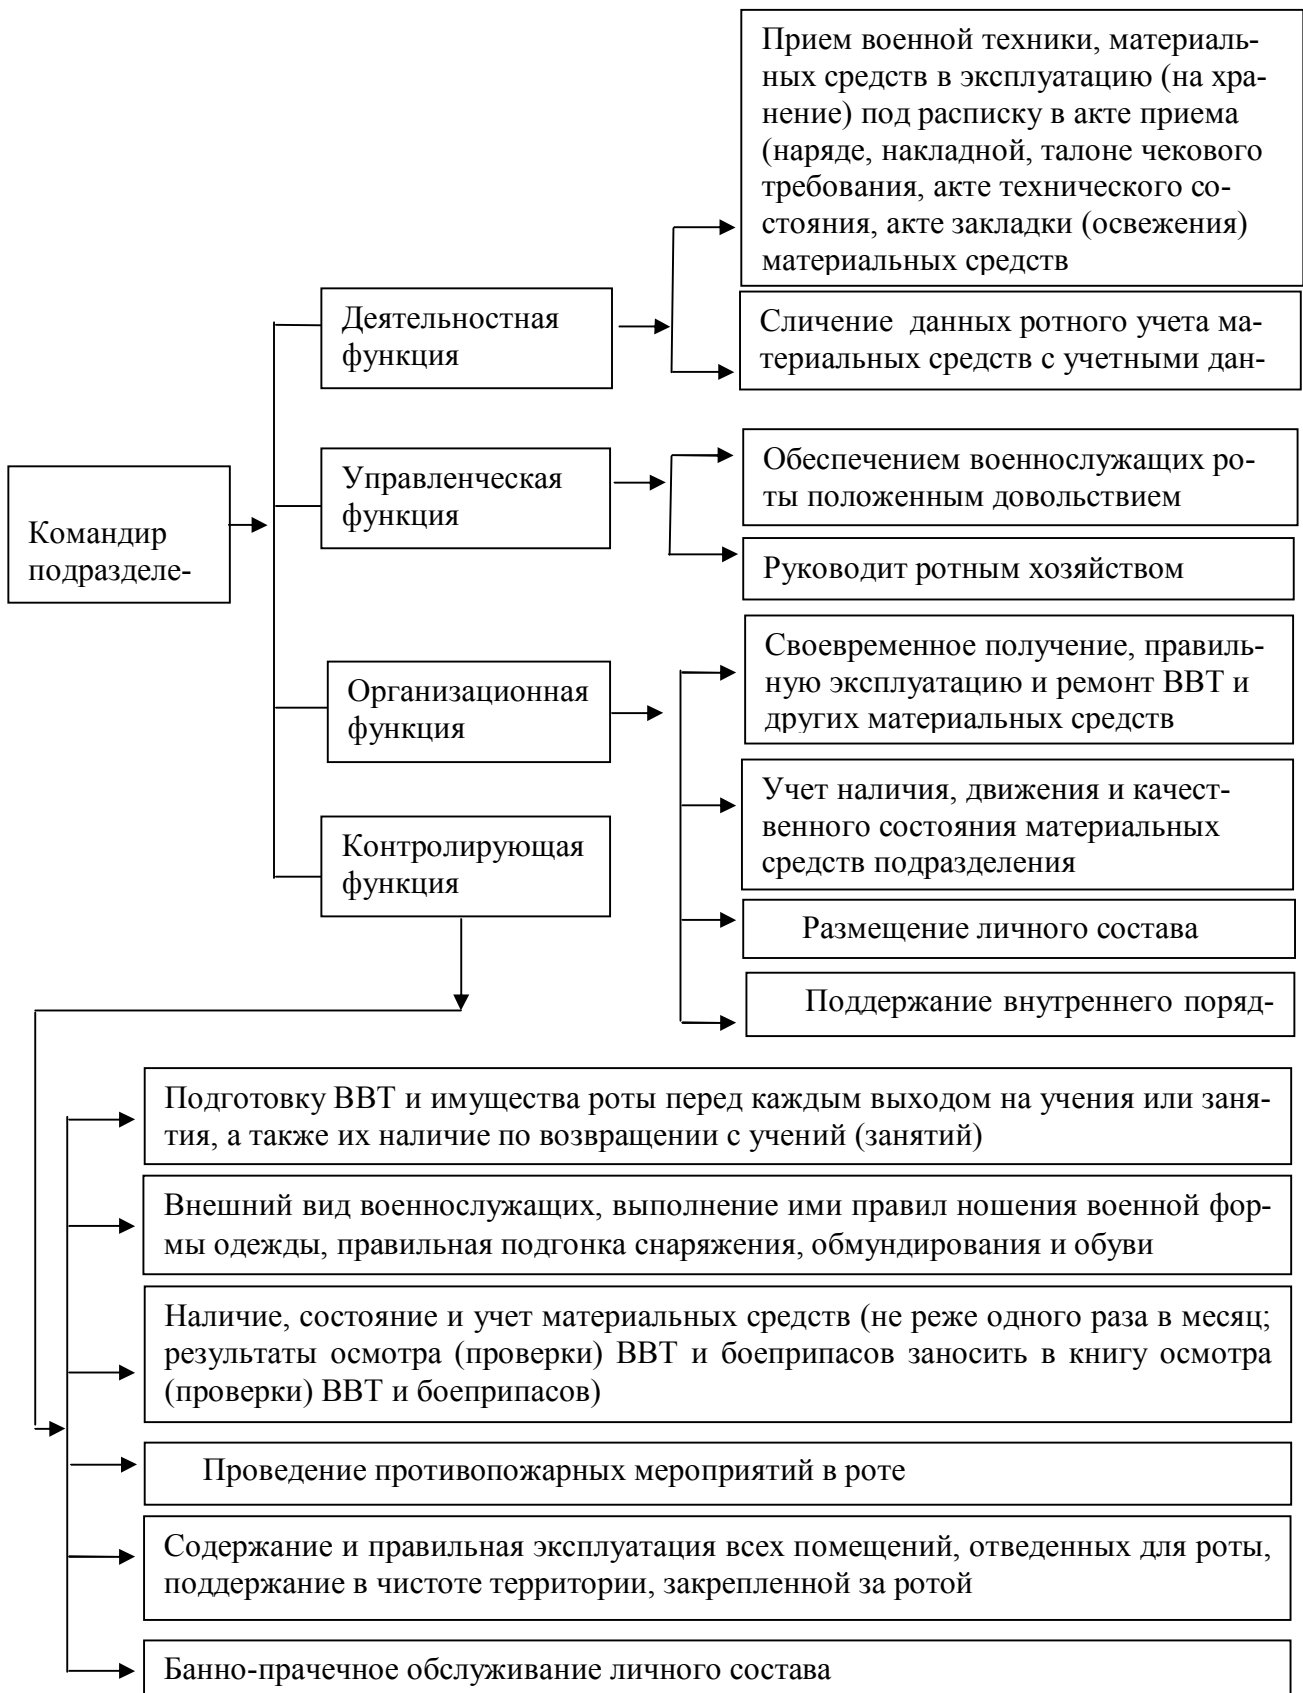 Прием военной техники, материаль-
ных средств в эксплуатацию (на хра-
нение) под расписку в акте приема
(наряде, накладной, талоне чекового
требования, акте технического со-
стояния, акте закладки (освежения)
материальных средств
Деятельностная
функция
Сличение данных ротного учета ма-
териальных средств с учетными дан-
Командир
подразделе-
Управленческая
функция
Обеспечением военнослужащих ро-
ты положенным довольствием
Руководит ротным хозяйством
Организационная
функция
Своевременное получение, правиль-
ную эксплуатацию и ремонт ВВТ и
других материальных средств
Учет наличия, движения и качест-
венного состояния материальных
средств подразделения
Размещение личного состава
Поддержание внутреннего поряд-
Контролирующая
функция
Подготовку ВВТ и имущества роты перед каждым выходом на учения или заня-
тия, а также их наличие по возвращении с учений (занятий)
Внешний вид военнослужащих, выполнение ими правил ношения военной фор-
мы одежды, правильная подгонка снаряжения, обмундирования и обуви
Наличие, состояние и учет материальных средств (не реже одного раза в месяц;
результаты осмотра (проверки) ВВТ и боеприпасов заносить в книгу осмотра
(проверки) ВВТ и боеприпасов)
Проведение противопожарных мероприятий в роте
Содержание и правильная эксплуатация всех помещений, отведенных для роты,
поддержание в чистоте территории, закрепленной за ротой
Банно-прачечное обслуживание личного состава